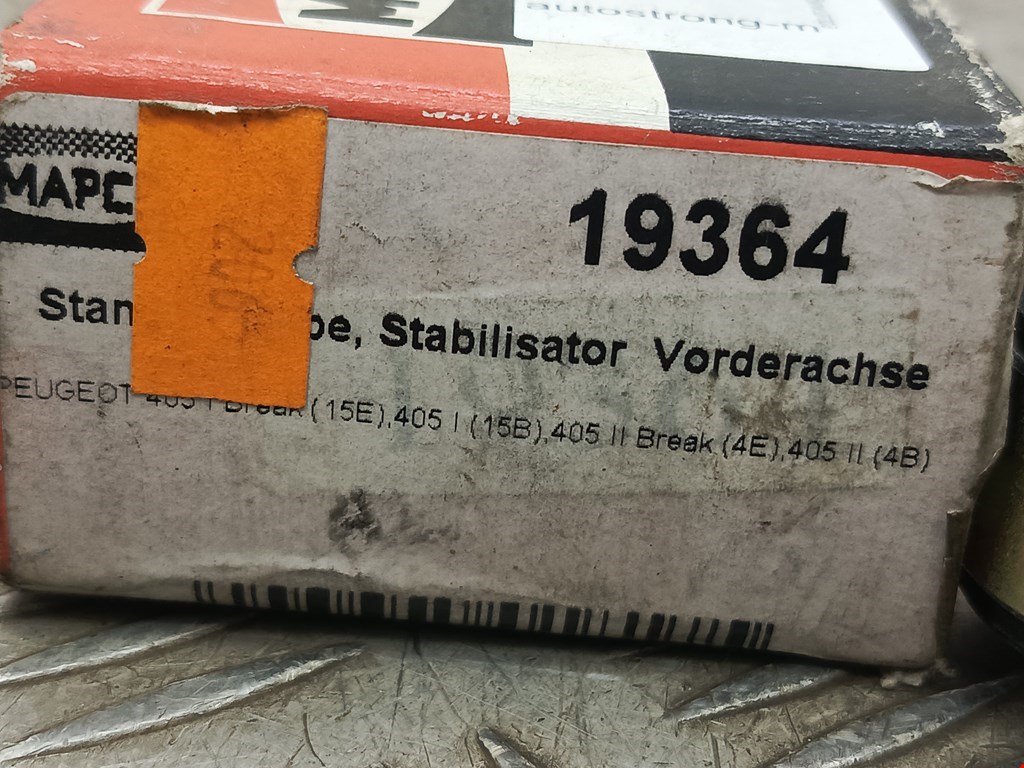 autostrong-m
MAPC
19364
Stan be, Stabilisator Vorderachse
PEUGEOT 405 I Break (15E),405 I (15B),405 II Break (4E),405 II (4B)